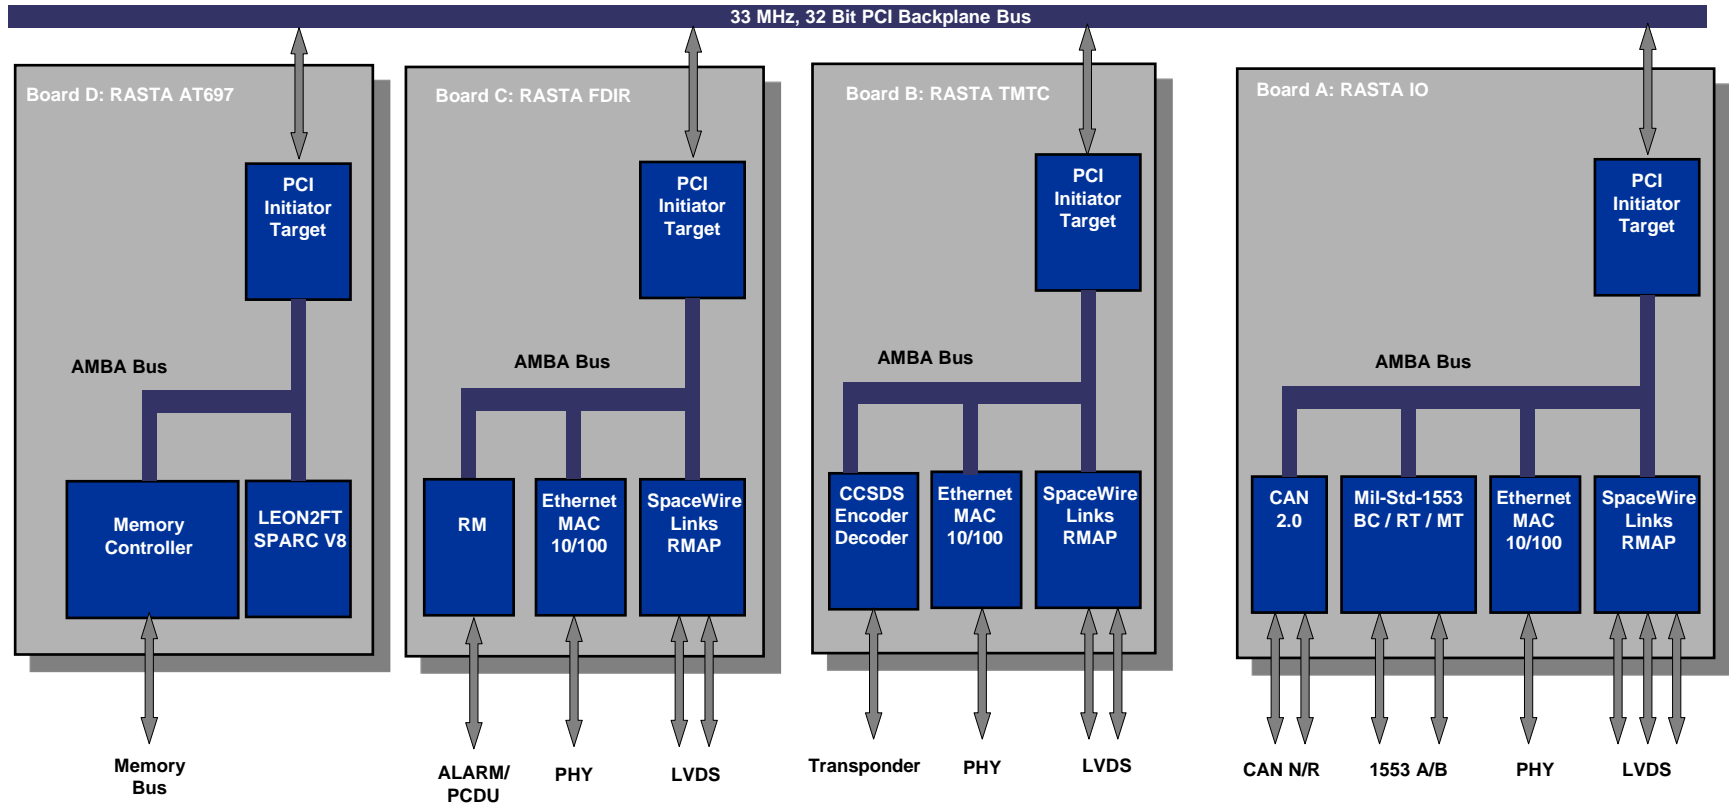 33 MHz, 32 Bit PCI Backplane Bus
Board D: RASTA AT697
PCI
Initiator
Target
AMBA Bus
Memory
Controller
LEON2FT
SPARC V8
Memory
Bus
Board C: RASTA FDIR
PCI
Initiator
Target
AMBA Bus
RM
Ethernet
MAC
10/100
SpaceWire
Links
RMAP
ALARM/
PCDU
PHY
LVDS
Board B: RASTA TMTC
PCI
Initiator
Target
AMBA Bus
CCSDS
Encoder
Decoder
Ethernet
MAC
10/100
SpaceWire
Links
RMAP
Transponder
PHY
LVDS
Board A: RASTA IO
PCI
Initiator
Target
AMBA Bus
CAN
2.0
Mil-Std-1553
BC / RT / MT
Ethernet
MAC
10/100
SpaceWire
Links
RMAP
CAN N/R
1553 A/B
PHY
LVDS